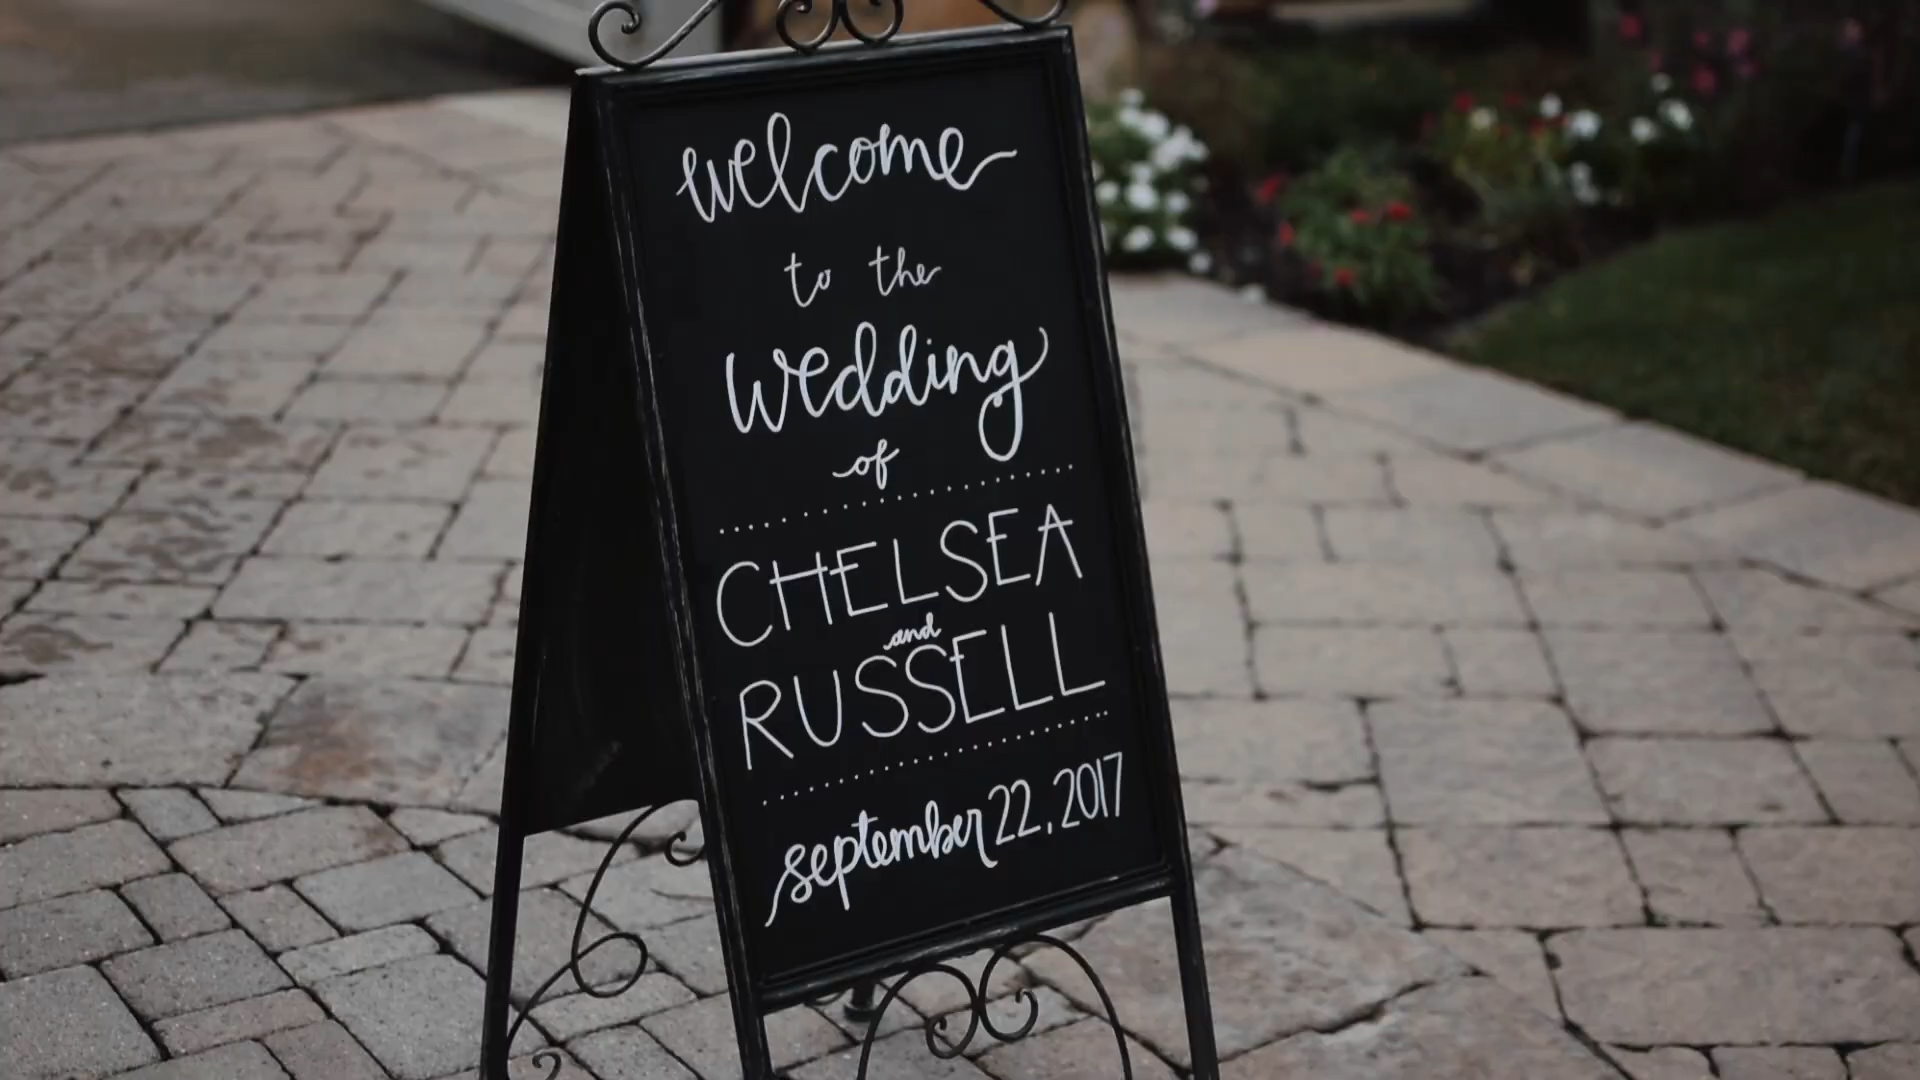 welcome
to the
wedding
of
CHELSEA
and
RUSSELL
september 22, 2017